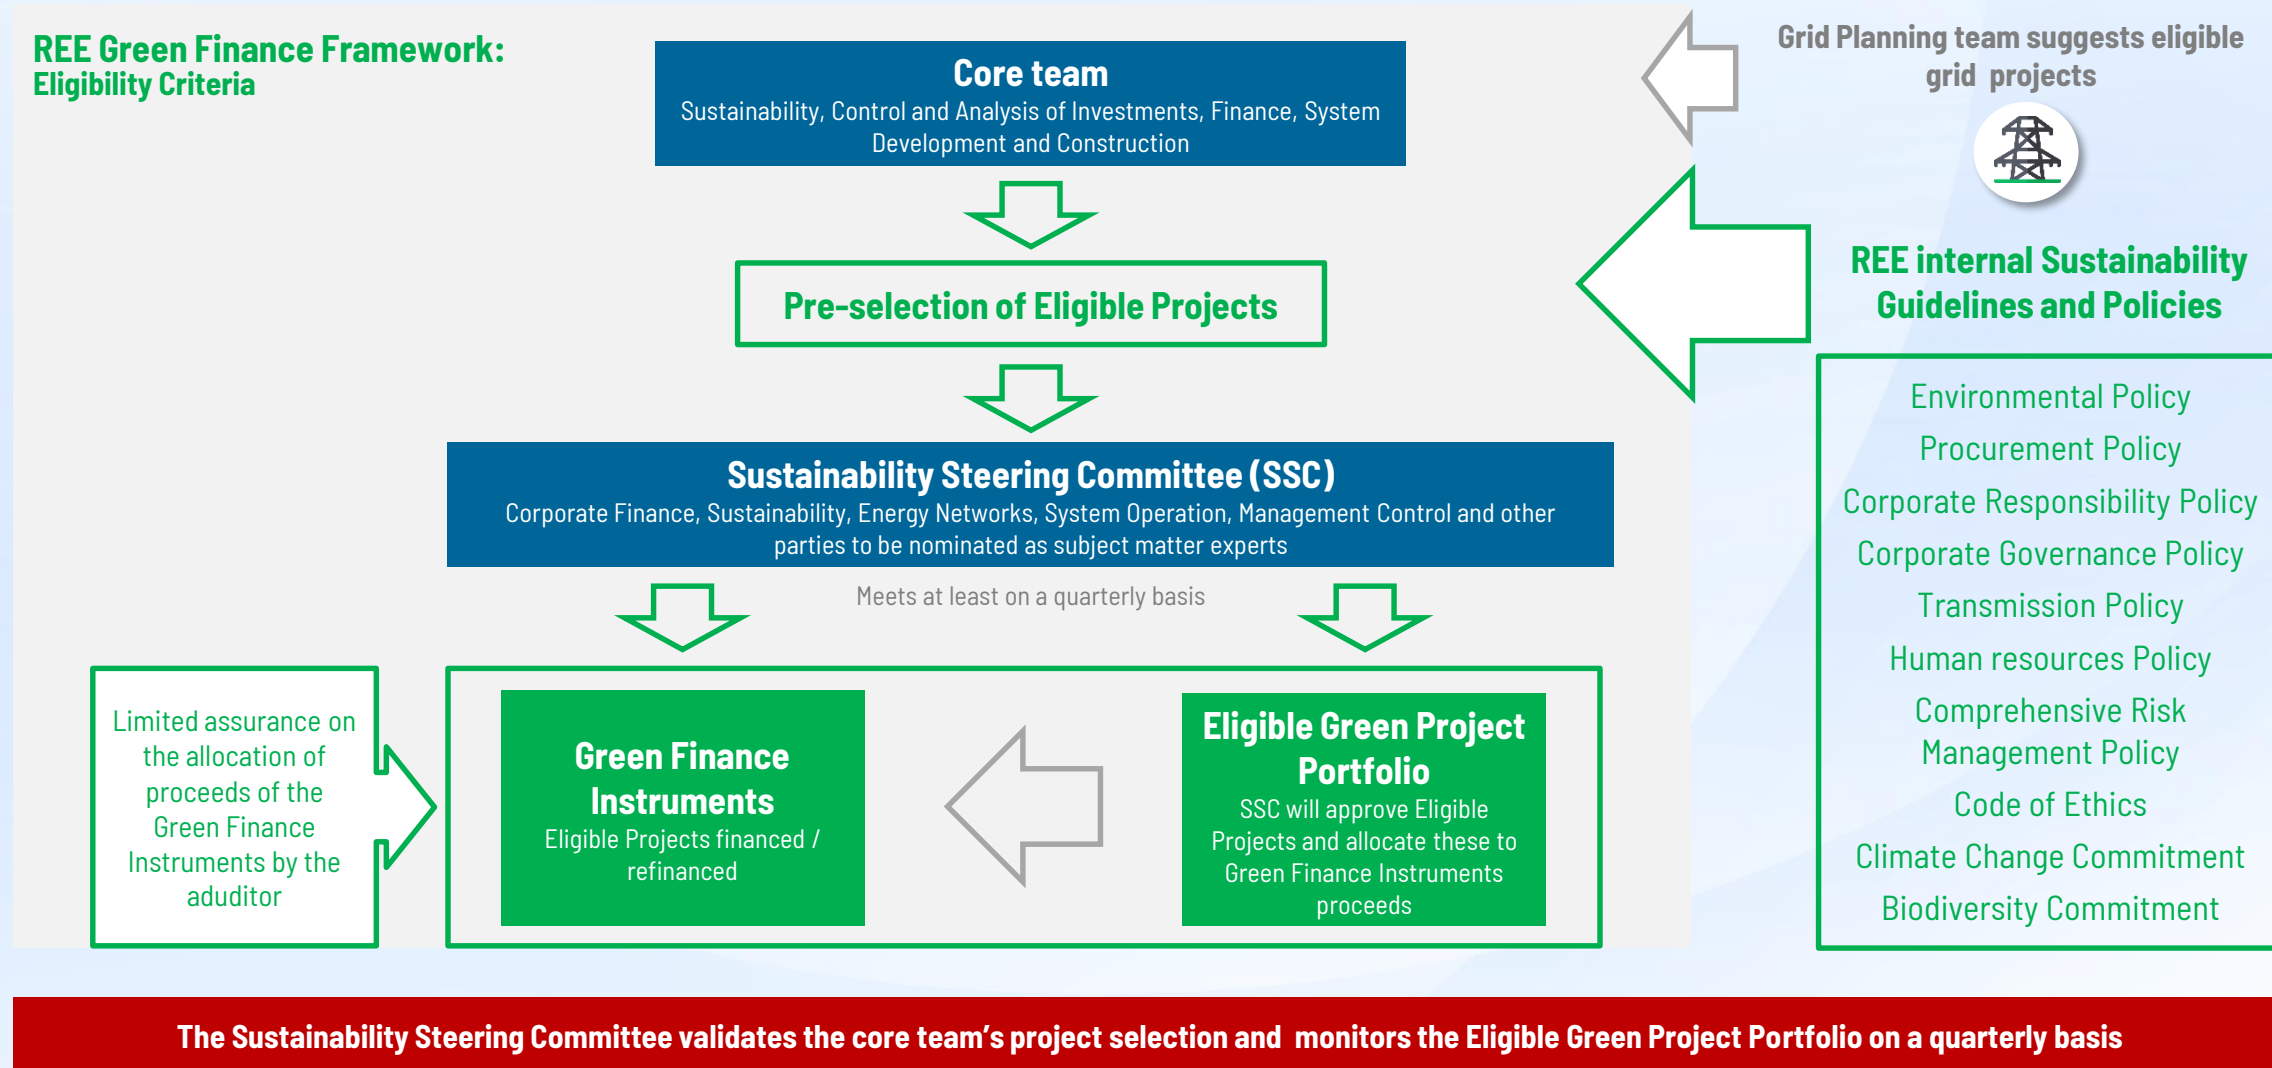 REE Green Finance Framework:
Eligibility Criteria
Core team
Sustainability, Control and Analysis of Investments, Finance, System
Development and Construction
Grid Planning team suggests eligible
grid projects
Pre-selection of Eligible Projects
REE internal Sustainability
Guidelines and Policies
Environmental Policy
Procurement Policy
Corporate Responsibility Policy
Corporate Governance Policy
Transmission Policy
Human resources Policy
Comprehensive Risk
Management Policy
Code of Ethics
Climate Change Commitment
Biodiversity Commitment
Sustainability Steering Committee (SSC)
Corporate Finance, Sustainability, Energy Networks, System Operation, Management Control and other
parties to be nominated as subject matter experts
Meets at least on a quarterly basis
Limited assurance on
the allocation of
proceeds of the
Green Finance
Instruments by the
aduditor
Green Finance
Instruments
Eligible Projects financed /
refinanced
Eligible Green Project
Portfolio
SSC will approve Eligible
Projects and allocate these to
Green Finance Instruments
proceeds
The Sustainability Steering Committee validates the core team's project selection and monitors the Eligible Green Project Portfolio on a quarterly basis